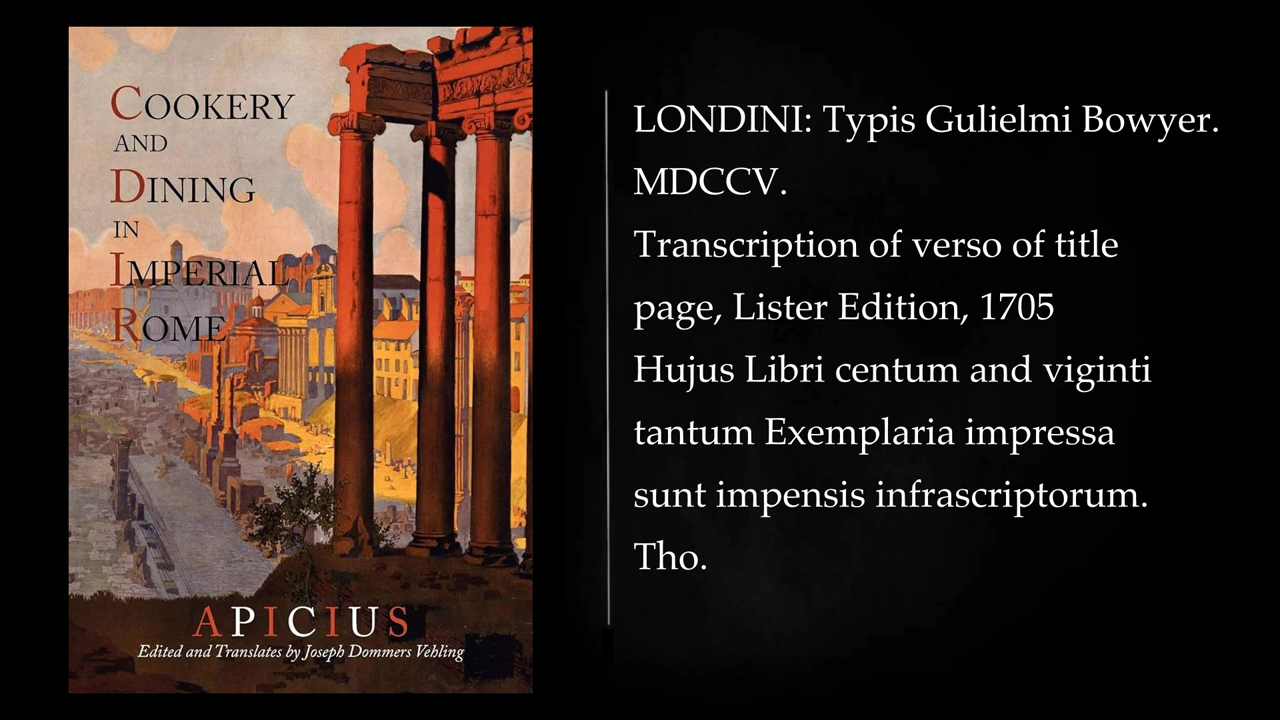 COOKERY
AND
DINING
IN
IMPERIAL
ROME
APICIUS
Edited and Translates by Joseph Dommers Vehling
LONDINI: Typis Gulielmi Bowyer.
MDCCV.
Transcription of verso of title
page, Lister Edition, 1705
Hujus Libri centum and viginti
tantum Exemplaria impressa
sunt impensis infrascriptorum.
Tho.